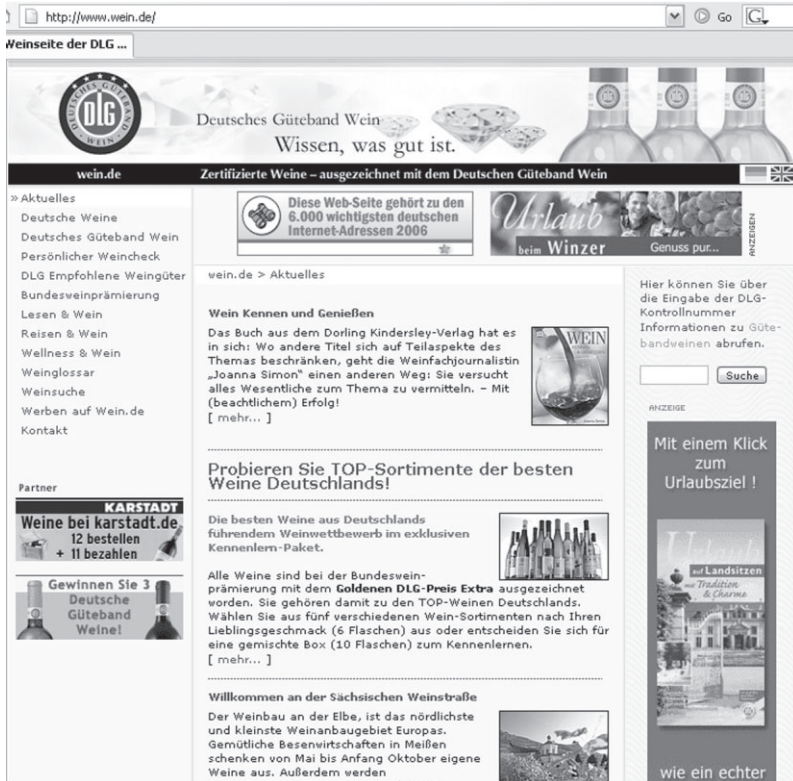 http://www.wein.de/
Go
G
Weinseite der DLG ...
DEUTSCHES GÜTEBAND
DLG
WEIN
Deutsches Güteband Wein
Wissen, was gut ist.
wein.de
Zertifizierte Weine – ausgezeichnet mit dem Deutschen Güteband Wein
» Aktuelles
Deutsche Weine
Deutsches Güteband Wein
Persönlicher Weincheck
DLG Empfohlene Weingüter
Bundesweinprämierung
Lesen & Wein
Reisen & Wein
Wellness & Wein
Weinglossar
Weinsuche
Werben auf Wein.de
Kontakt
Partner
KARSTADT
Weine bei karstadt.de
12 bestellen
+ 11 bezahlen
Gewinnen Sie 3
Deutsche
Güteband
Weine!
Diese Web-Seite gehört zu den
6.000 wichtigsten deutschen
Internet-Adressen 2006
Urlaub
beim Winzer
Genuss pur...
ANZEIGEN
wein.de > Aktuelles
Wein Kennen und Genießen
Das Buch aus dem Dorling Kindersley-Verlag hat es
in sich: Wo andere Titel sich auf Teilaspekte des
Themas beschränken, geht die Weinfachjournalistin
„Joanna Simon“ einen anderen Weg: Sie versucht
alles Wesentliche zum Thema zu vermitteln. – Mit
(beachtlichem) Erfolg!
[ mehr... ]
WEIN
Probieren Sie TOP-Sortimente der besten
Weine Deutschlands!
Die besten Weine aus Deutschlands
führendem Weinwettbewerb im exklusiven
Kennenlern-Paket.
Alle Weine sind bei der Bundeswein-
prämierung mit dem Goldenen DLG-Preis Extra ausgezeichnet
worden. Sie gehören damit zu den TOP-Weinen Deutschlands.
Wählen Sie aus fünf verschiedenen Wein-Sortimenten nach Ihren
Lieblingsgeschmack (6 Flaschen) aus oder entscheiden Sie sich für
eine gemischte Box (10 Flaschen) zum Kennenlernen.
[ mehr... ]
Willkommen an der Sächsischen Weinstraße
Der Weinbau an der Elbe, ist das nördlichste
und kleinste Weinanbaugebiet Europas.
Gemütliche Besenwirtschaften in Meißen
schenken von Mai bis Anfang Oktober eigene
Weine aus. Außerdem werden
Hier können Sie über
die Eingabe der DLG-
Kontrollnummer
Informationen zu Güte-
bandweinen abrufen.
Suche
ANZEIGE
Mit einem Klick
zum
Urlaubsziel !
Urlaub
auf Landsitzen
mit Tradition
& Charme
wie ein echter